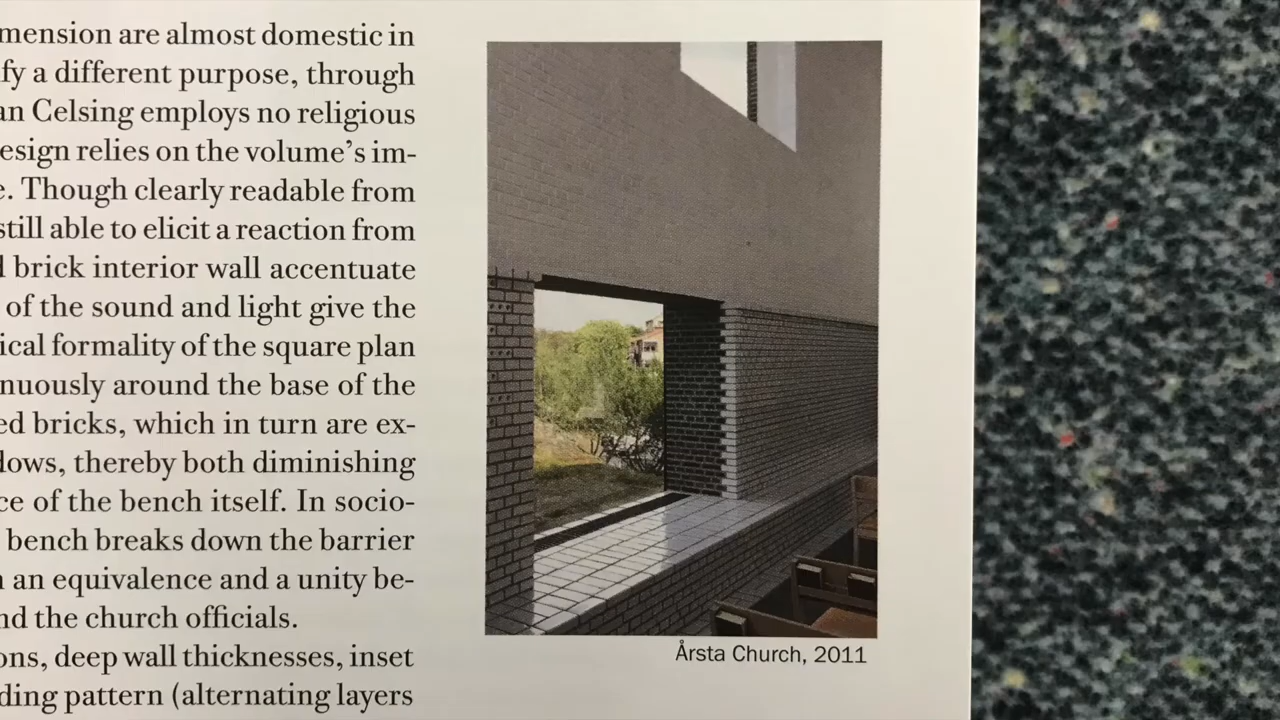 mension are almost domestic in
fy a different purpose, through
an Celsing employs no religious
esign relies on the volume's im-
e. Though clearly readable from
still able to elicit a reaction from
d brick interior wall accentuate
of the sound and light give the
ical formality of the square plan
nuously around the base of the
ed bricks, which in turn are ex-
dows, thereby both diminishing
ce of the bench itself. In socio-
bench breaks down the barrier
n an equivalence and a unity be-
nd the church officials.
ons, deep wall thicknesses, inset
ding pattern (alternating layers
Årsta Church, 2011